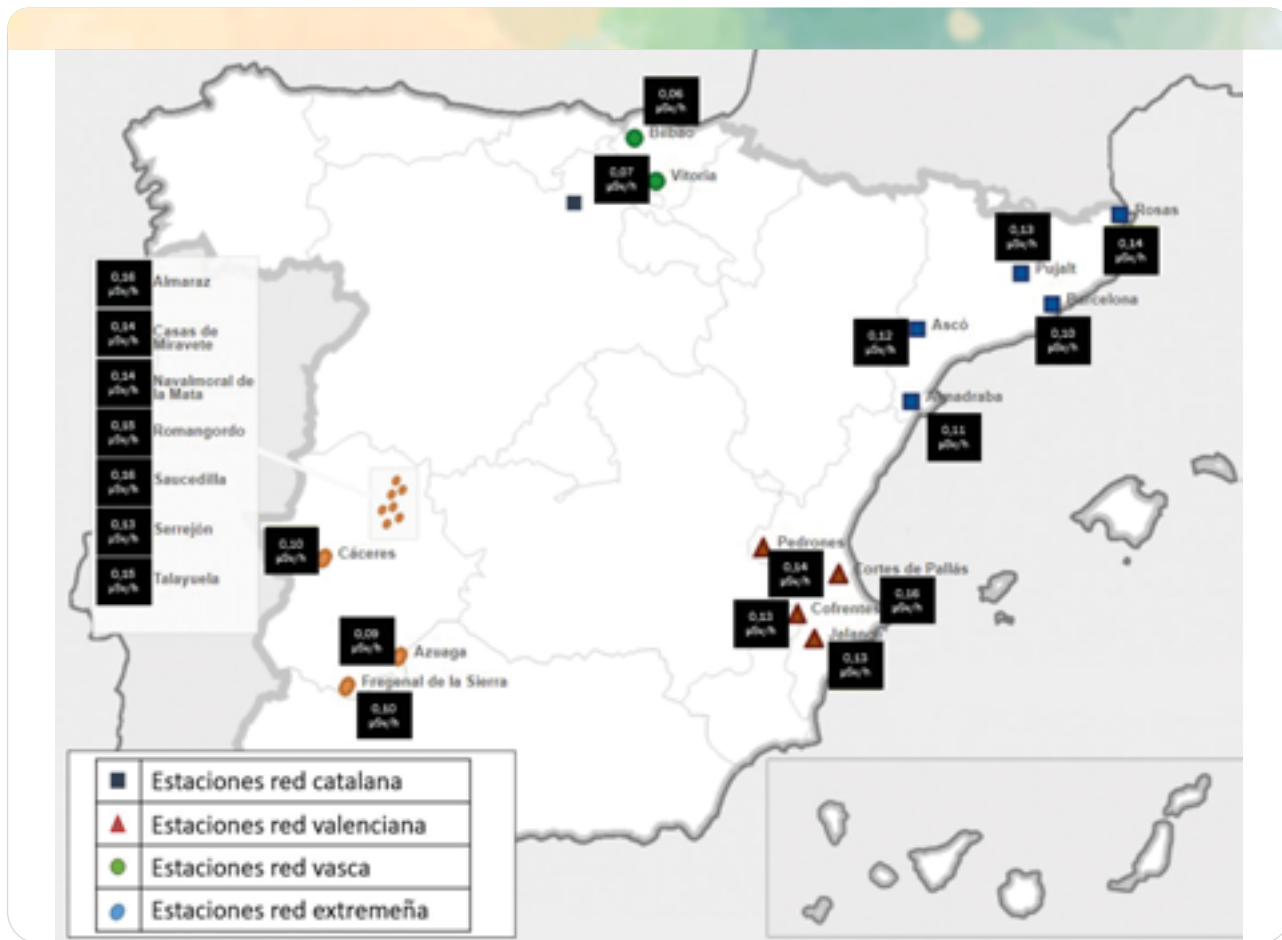 0,06
µSv/h
Bilbao
0,07
µSv/h
Vitoria
Rosas
0,14
µSv/h
0,13
µSv/h
Pujalt
Barcelona
0,10
µSv/h
Ascó
0,12
µSv/h
Almadraba
0,11
µSv/h
0,16
µSv/h
Almaraz
0,14
µSv/h
Casas de
Miravete
0,14
µSv/h
Navalmoral de
la Mata
0,15
µSv/h
Romangordo
0,16
µSv/h
Saucedilla
0,13
µSv/h
Serrejón
0,15
µSv/h
Talayuela
0,10
µSv/h
Cáceres
0,09
µSv/h
Azuaga
Fregenal de la Sierra
0,10
µSv/h
Pedrones
0,14
µSv/h
Cortes de Pallás
0,16
µSv/h
Cofrentes
0,13
µSv/h
Jalance
0,13
µSv/h
Estaciones red catalana
Estaciones red valenciana
Estaciones red vasca
Estaciones red extremeña